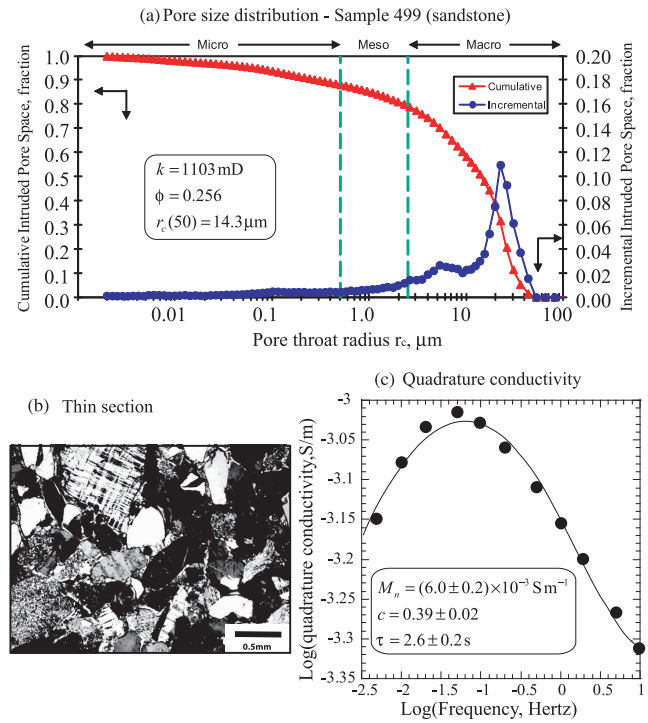 (a) Pore size distribution - Sample 499 (sandstone)
Micro Meso Macro
1.0 0.9 0.8 0.7 0.6 0.5 0.4 0.3 0.2 0.1 0.0
Cumulative Intruded Pore Space, fraction
Cumulative
Incremental
k = 1103 mD
ϕ = 0.256
r_c(50) = 14.3 µm
0.20 0.18 0.16 0.14 0.12 0.10 0.08 0.06 0.04 0.02 0.00
Incremental Intruded Pore Space, fraction
0.01 0.1 1.0 10 100
Pore throat radius r_c, µm
(b) Thin section
0.5mm
(c) Quadrature conductivity
-3 -3.05 -3.1 -3.15 -3.2 -3.25 -3.3 -3.35
Log(quadrature conductivity,S/m)
M_n = (6.0 ± 0.2)×10⁻³ S m⁻¹
c = 0.39 ± 0.02
τ = 2.6 ± 0.2 s
-2.5 -2 -1.5 -1 -0.5 0 0.5 1
Log(Frequency, Hertz)